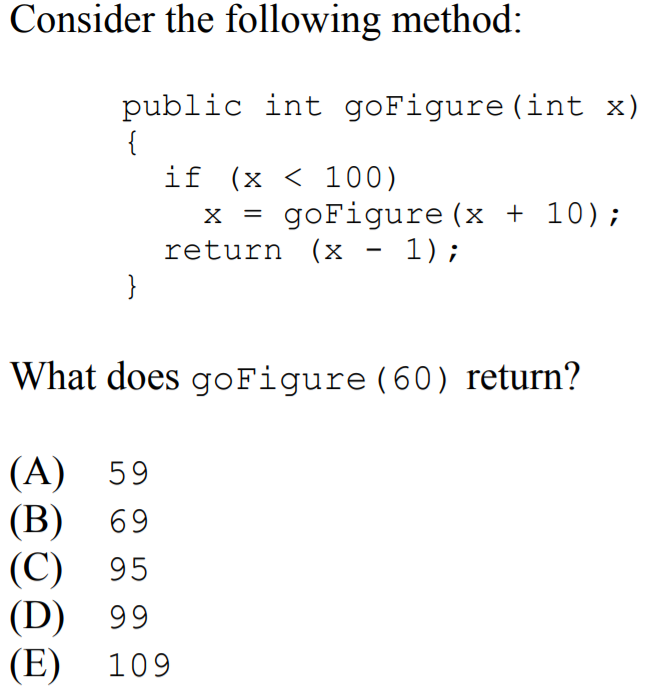 Consider the following method:
public int goFigure(int x)
{
if (x < 100)
x = goFigure(x + 10);
return (x - 1);
}
What does goFigure(60) return?
(A) 59
(B) 69
(C) 95
(D) 99
(E) 109